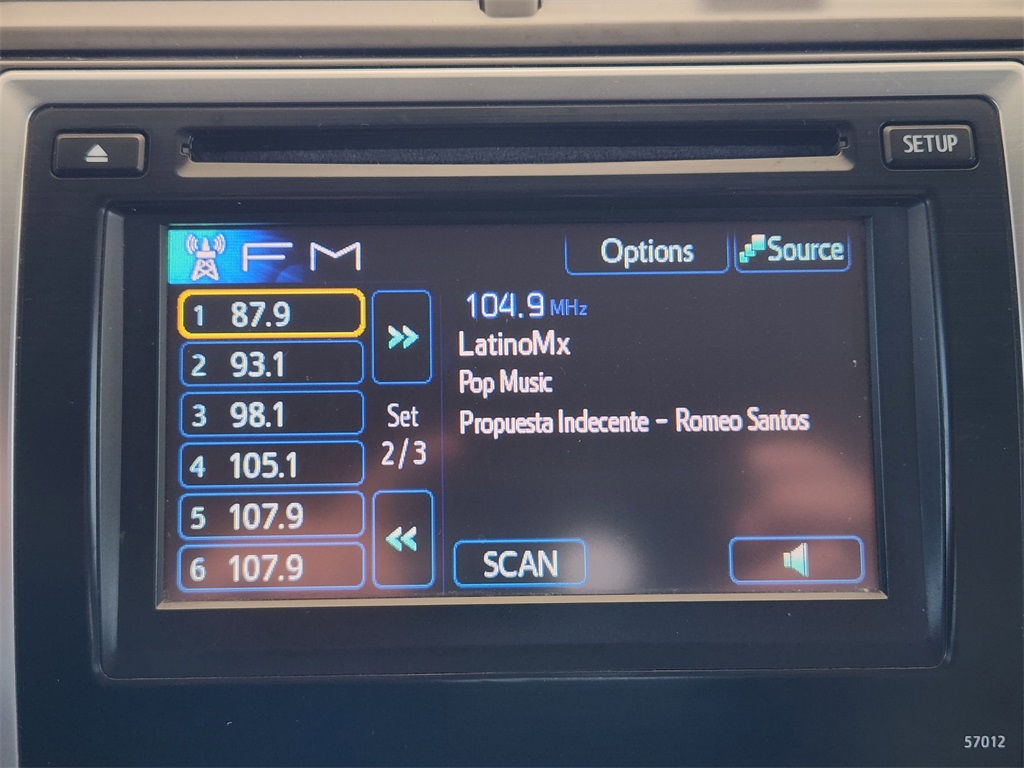 SETUP
FM
Options
Source
1 87.9
2 93.1
3 98.1
4 105.1
5 107.9
6 107.9
Set
2/3
104.9 MHz
LatinoMx
Pop Music
Propuesta Indecente - Romeo Santos
SCAN
57012